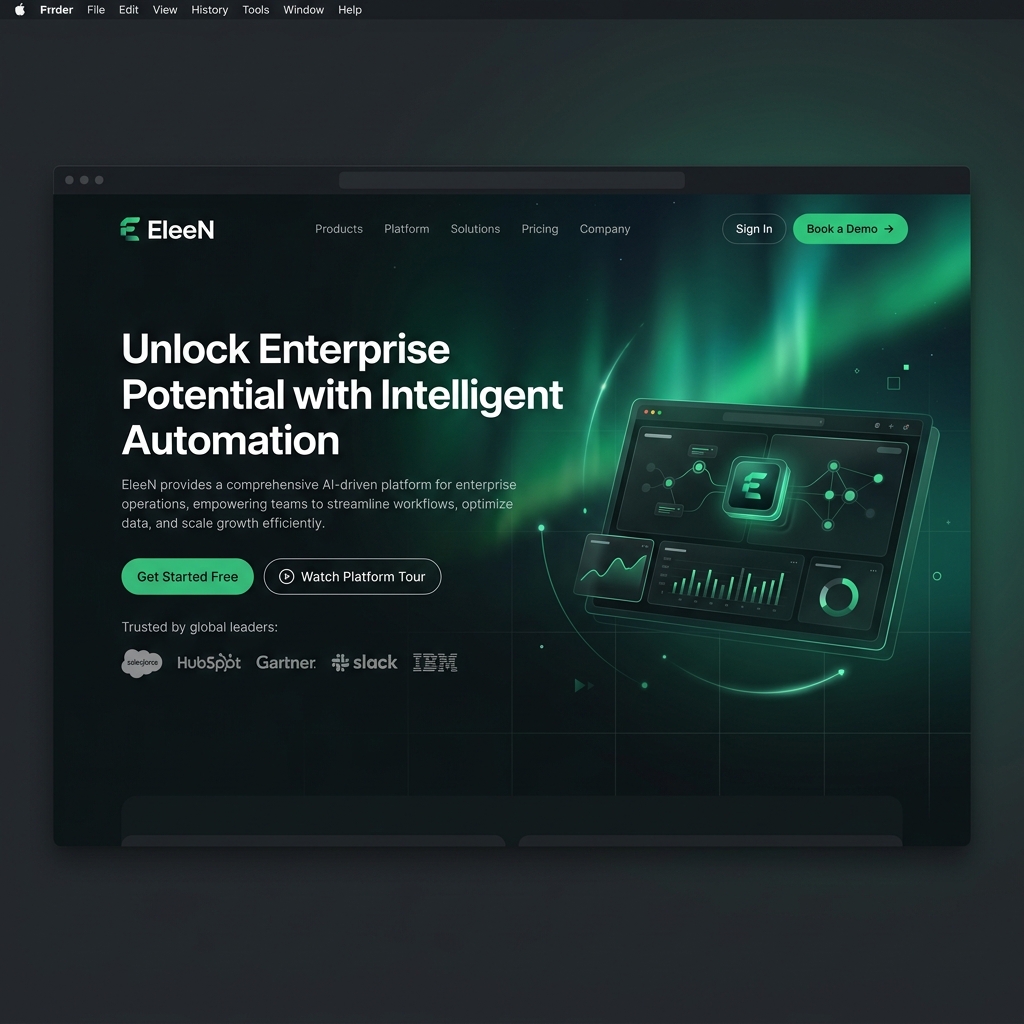 Frrder File Edit View History Tools Window Help
EleeN
Products Platform Solutions Pricing Company
Sign In
Book a Demo →
Unlock Enterprise
Potential with Intelligent
Automation
EleeN provides a comprehensive AI-driven platform for enterprise
operations, empowering teams to streamline workflows, optimize
data, and scale growth efficiently.
Get Started Free
Watch Platform Tour
Trusted by global leaders:
salesforce HubSpot Gartner slack IBM